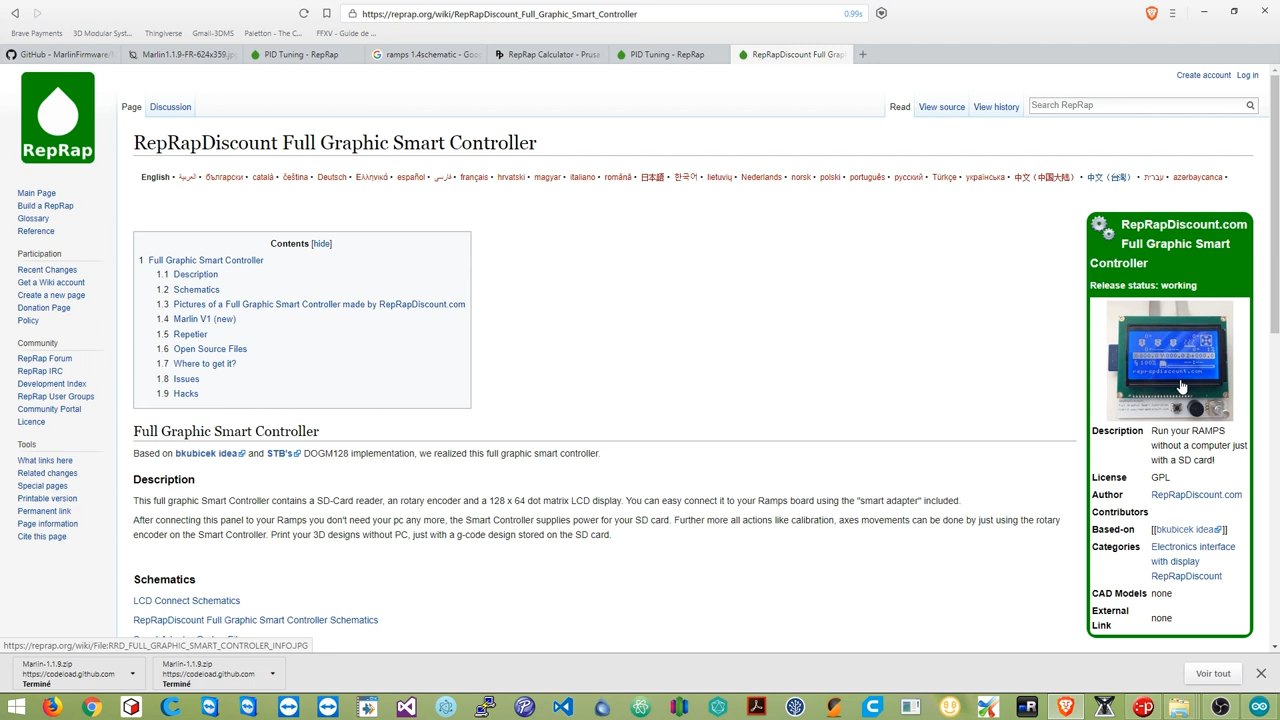 https://reprap.org/wiki/RepRapDiscount_Full_Graphic_Smart_Controller
0.99s
Brave Payments
3D Modular Syst...
Thingiverse
Gmail-3DMS
Paletton - The C...
FFXV - Guide de ...
GitHub - MarlinFirmware/
Marlin1.1.9-FR-624x359.jp
PID Tuning - RepRap
ramps 1.4schematic - Goo
RepRap Calculator - Prusa
PID Tuning - RepRap
RepRapDiscount Full Grap
Create account
Log in
RepRap
Page
Discussion
Read
View source
View history
Search RepRap
RepRapDiscount Full Graphic Smart Controller
English • العربية • български • català • čeština • Deutsch • Ελληνικά • español • فارسی • français • hrvatski • magyar • italiano • română • 日本語 • 한국어 • lietuvių • Nederlands • norsk • polski • português • русский • Türkçe • українська • 中文（中国大陆） • 中文（台灣） • עברית • azərbaycanca •
Main Page
Build a RepRap
Glossary
Reference
Participation
Recent Changes
Get a Wiki account
Create a new page
Donation Page
Policy
Community
RepRap Forum
RepRap IRC
Development Index
RepRap User Groups
Community Portal
Licence
Tools
What links here
Related changes
Special pages
Printable version
Permanent link
Page information
Cite this page
Contents [hide]
1 Full Graphic Smart Controller
1.1 Description
1.2 Schematics
1.3 Pictures of a Full Graphic Smart Controller made by RepRapDiscount.com
1.4 Marlin V1 (new)
1.5 Repetier
1.6 Open Source Files
1.7 Where to get it?
1.8 Issues
1.9 Hacks
Full Graphic Smart Controller
Based on bkubicek idea and STB's DOGM128 implementation, we realized this full graphic smart controller.
Description
This full graphic Smart Controller contains a SD-Card reader, an rotary encoder and a 128 x 64 dot matrix LCD display. You can easy connect it to your Ramps board using the "smart adapter" included.
After connecting this panel to your Ramps you don't need your pc any more, the Smart Controller supplies power for your SD card. Further more all actions like calibration, axes movements can be done by just using the rotary
encoder on the Smart Controller. Print your 3D designs without PC, just with a g-code design stored on the SD card.
Schematics
LCD Connect Schematics
RepRapDiscount Full Graphic Smart Controller Schematics
RepRapDiscount.com
Full Graphic Smart
Controller
Release status: working
reprapdiscount.com
Description Run your RAMPS
without a computer just
with a SD card!
License GPL
Author RepRapDiscount.com
Contributors
Based-on [[bkubicek idea]]
Categories Electronics interface
with display
RepRapDiscount
CAD Models none
External
Link none
https://reprap.org/wiki/File:RRD_FULL_GRAPHIC_SMART_CONTROLER_INFO.JPG
Marlin-1.1.9.zip
https://codeload.github.com
Terminé
Marlin-1.1.9.zip
https://codeload.github.com
Terminé
Voir tout